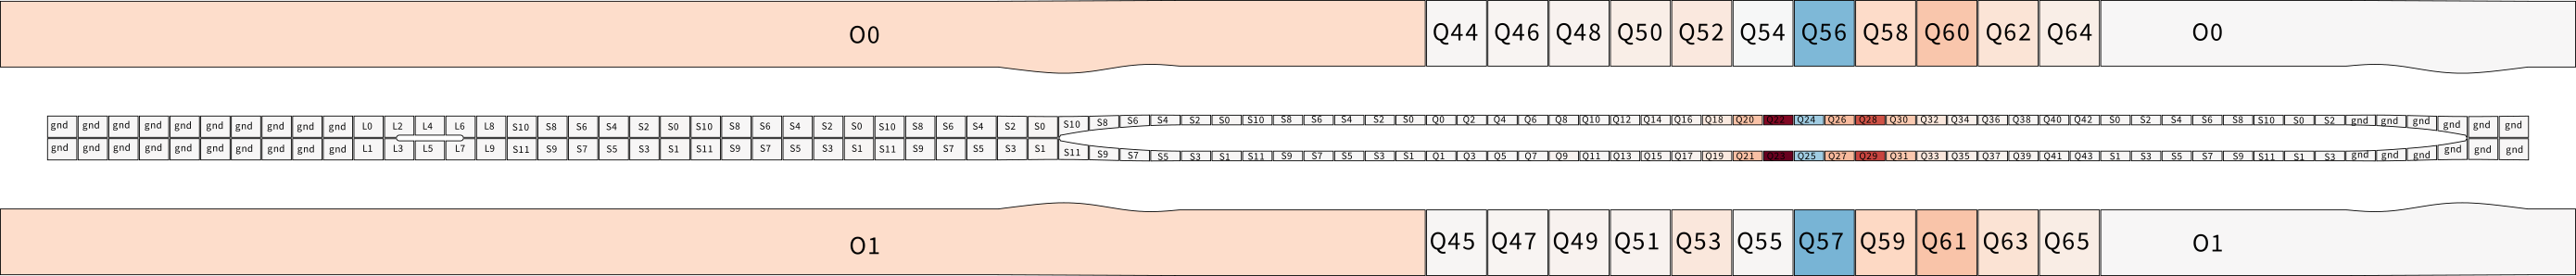 O0 Q44 Q46 Q48 Q50 Q52 Q54 Q56 Q58 Q60 Q62 Q64 O0
gnd gnd gnd gnd gnd gnd gnd gnd gnd gnd L0 L2 L4 L6 L8 S10 S8 S6 S4 S2 S0 S10 S8 S6 S4 S2 S0 S10 S8 S6 S4 S2 S0 S10 S8 S6 S4 S2 S0 S10 S8 S6 S4 S2 S0 Q0 Q2 Q4 Q6 Q8 Q10 Q12 Q14 Q16 Q18 Q20 Q22 Q24 Q26 Q28 Q30 Q32 Q34 Q36 Q38 Q40 Q42 S0 S2 S4 S6 S8 S10 S0 S2 gnd gnd gnd gnd gnd gnd
gnd gnd gnd gnd gnd gnd gnd gnd gnd gnd L1 L3 L5 L7 L9 S11 S9 S7 S5 S3 S1 S11 S9 S7 S5 S3 S1 S11 S9 S7 S5 S3 S1 S11 S9 S7 S5 S3 S1 S11 S9 S7 S5 S3 S1 Q1 Q3 Q5 Q7 Q9 Q11 Q13 Q15 Q17 Q19 Q21 Q23 Q25 Q27 Q29 Q31 Q33 Q35 Q37 Q39 Q41 Q43 S1 S3 S5 S7 S9 S11 S1 S3 gnd gnd gnd gnd gnd gnd
O1 Q45 Q47 Q49 Q51 Q53 Q55 Q57 Q59 Q61 Q63 Q65 O1